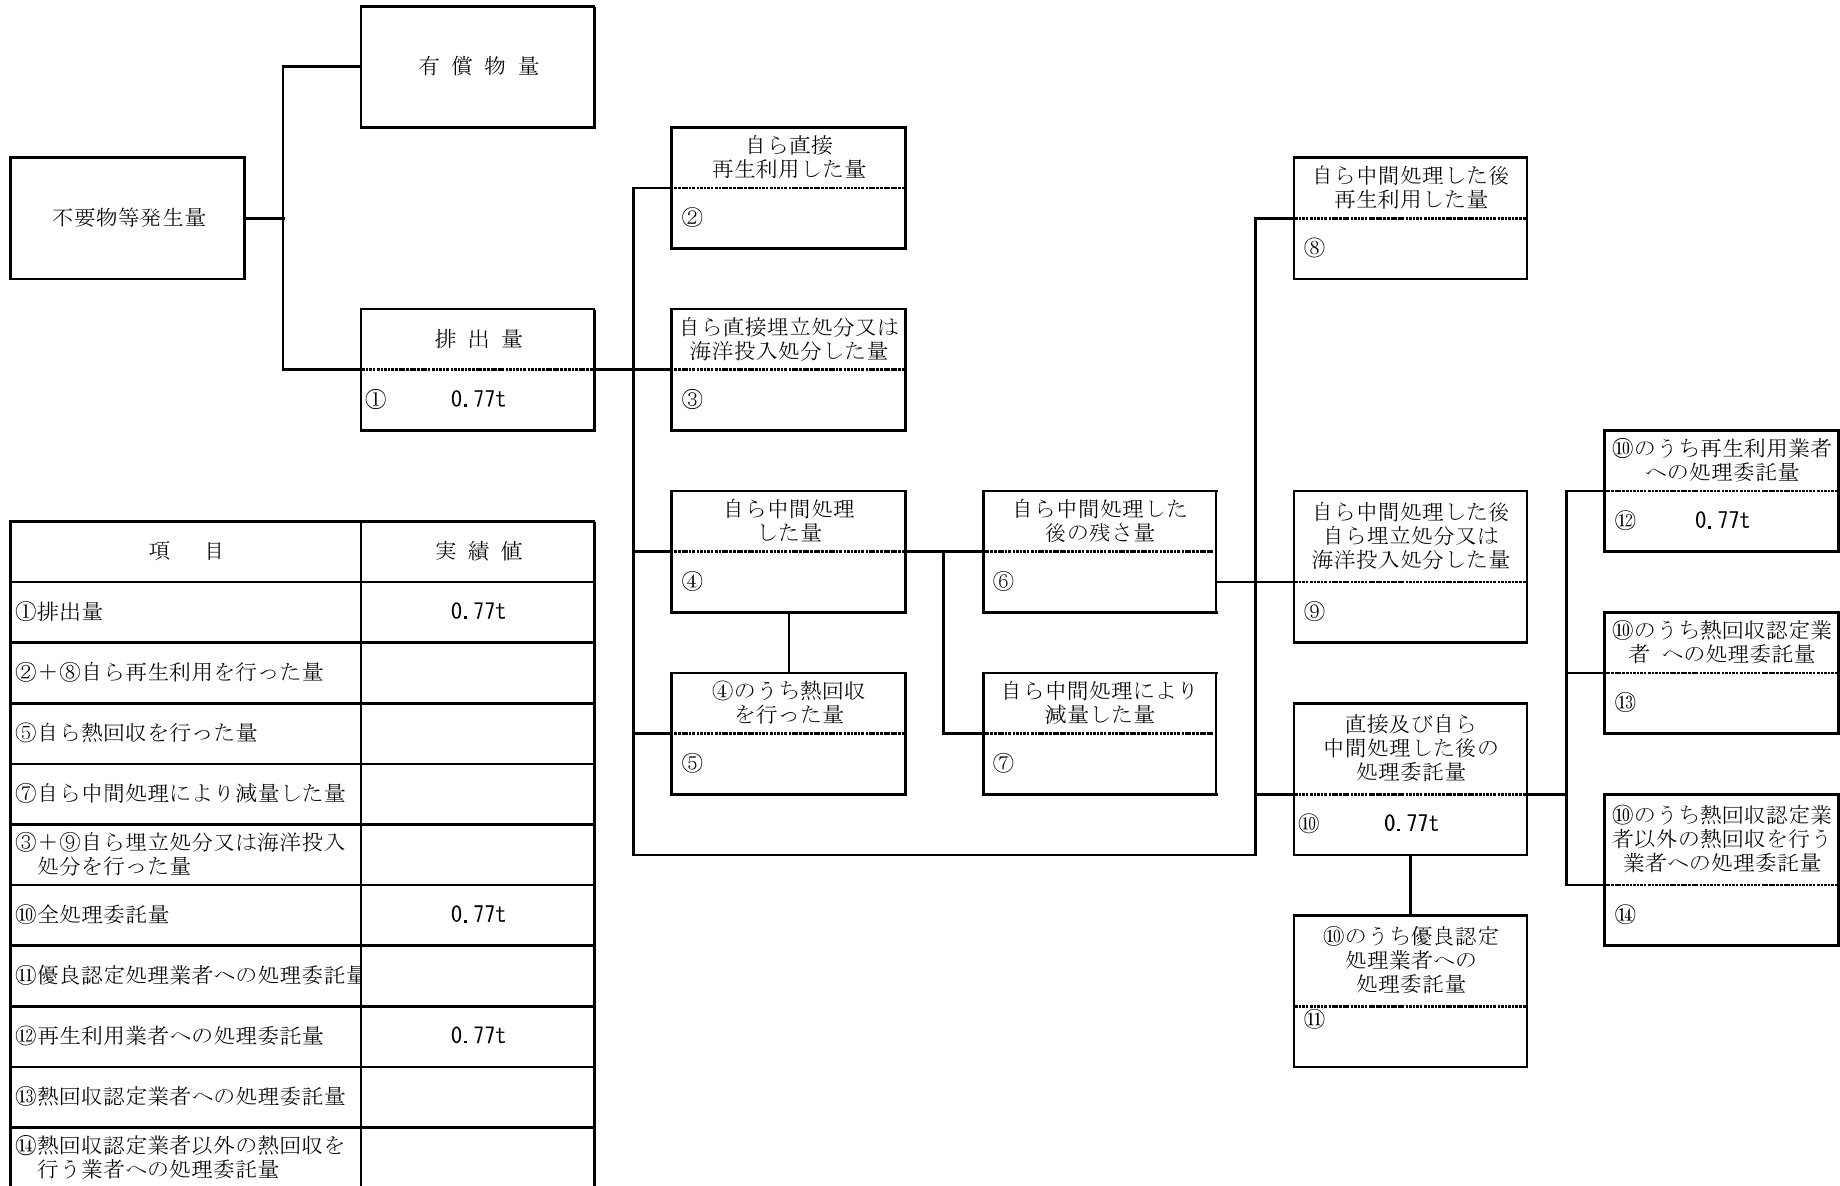 有 償 物 量
不要物等発生量
排 出 量
① 0.77t
自ら直接
再生利用した量
②
自ら直接埋立処分又は
海洋投入処分した量
③
自ら中間処理
した量
④
④のうち熱回収
を行った量
⑤
自ら中間処理した
後の残さ量
⑥
自ら中間処理により
減量した量
⑦
自ら中間処理した後
再生利用した量
⑧
自ら中間処理した後
自ら埋立処分又は
海洋投入処分した量
⑨
直接及び自ら
中間処理した後の
処理委託量
⑩ 0.77t
⑩のうち優良認定
処理業者への
処理委託量
⑪
⑩のうち再生利用業者
への処理委託量
⑫ 0.77t
⑩のうち熱回収認定業
者 への処理委託量
⑬
⑩のうち熱回収認定業
者以外の熱回収を行う
業者への処理委託量
⑭
項 目 実 績 値
①排出量 0.77t
②+⑧自ら再生利用を行った量
⑤自ら熱回収を行った量
⑦自ら中間処理により減量した量
③+⑨自ら埋立処分又は海洋投入
処分を行った量
⑩全処理委託量 0.77t
⑪優良認定処理業者への処理委託量
⑫再生利用業者への処理委託量 0.77t
⑬熱回収認定業者への処理委託量
⑭熱回収認定業者以外の熱回収を
行う業者への処理委託量